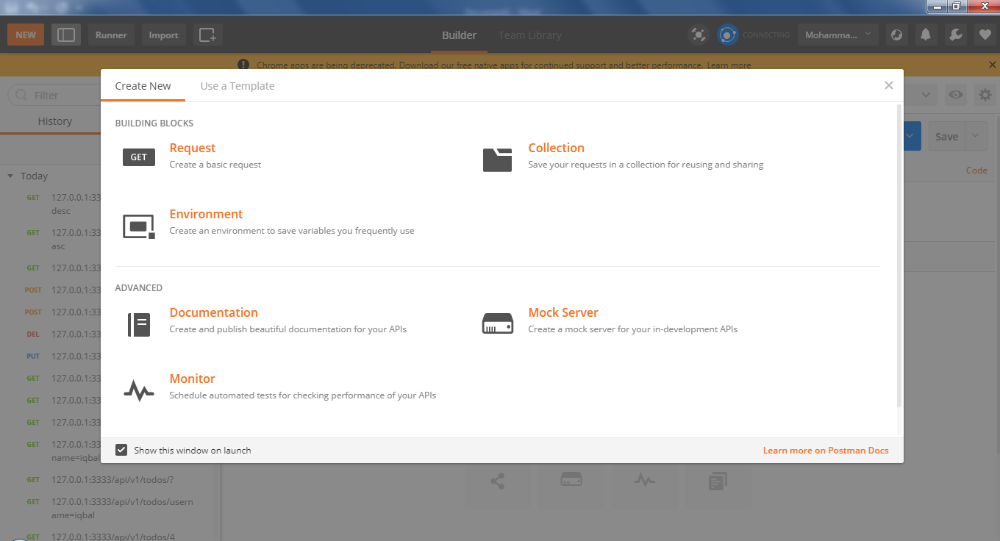 NEW
Runner
Import
Builder
Team Library
CONNECTING
Mohamma...
Chrome apps are being deprecated. Download our free native apps for continued support and better performance. Learn more
Filter
History
Today
GET 127.0.0.1:33
desc
GET 127.0.0.1:33
asc
GET 127.0.0.1:33
POST 127.0.0.1:33
POST 127.0.0.1:33
DEL 127.0.0.1:33
PUT 127.0.0.1:33
GET 127.0.0.1:33
GET 127.0.0.1:33
GET 127.0.0.1:33
GET 127.0.0.1:33
name=iqbal
GET 127.0.0.1:3333/api/v1/todos/?
GET 127.0.0.1:3333/api/v1/todos/usern
ame=iqbal
GET 127.0.0.1:3333/api/v1/todos/4
Save
Code
Create New
Use a Template
BUILDING BLOCKS
GET
Request
Create a basic request
Collection
Save your requests in a collection for reusing and sharing
Environment
Create an environment to save variables you frequently use
ADVANCED
Documentation
Create and publish beautiful documentation for your APIs
Mock Server
Create a mock server for your in-development APIs
Monitor
Schedule automated tests for checking performance of your APIs
Show this window on launch
Learn more on Postman Docs